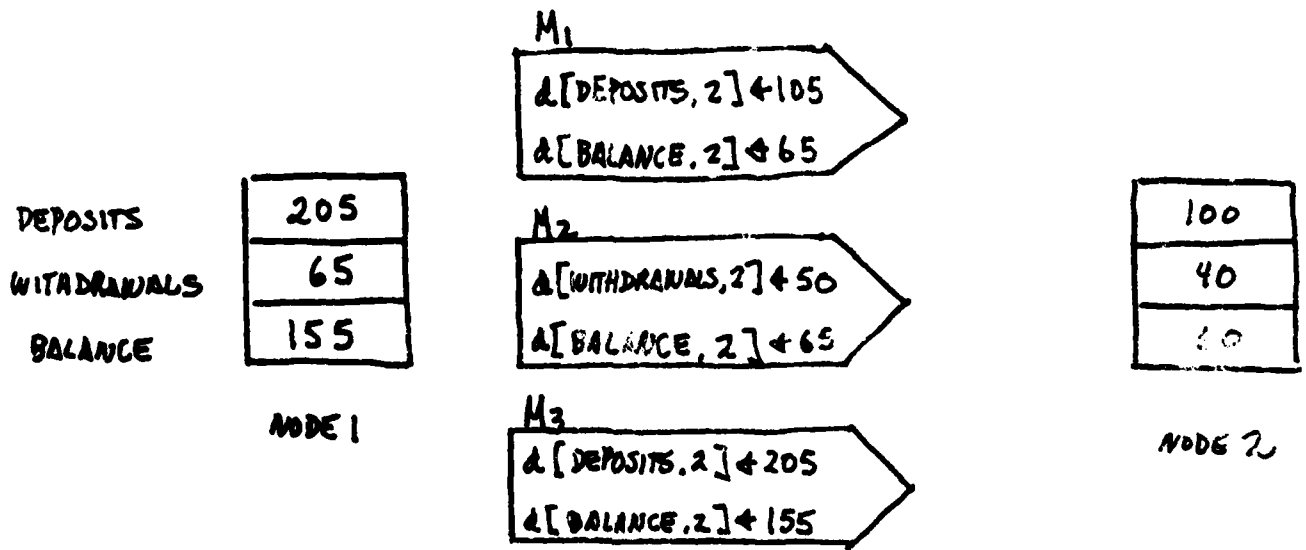 M1
d[DEPOSITS, 2] ← 105
d[BALANCE, 2] ← 65
DEPOSITS
WITHDRAWALS
BALANCE
205
65
155
NODE 1
M2
d[WITHDRAWALS, 2] ← 50
d[BALANCE, 2] ← 65
M3
d[DEPOSITS, 2] ← 205
d[BALANCE, 2] ← 155
100
40
NODE 2